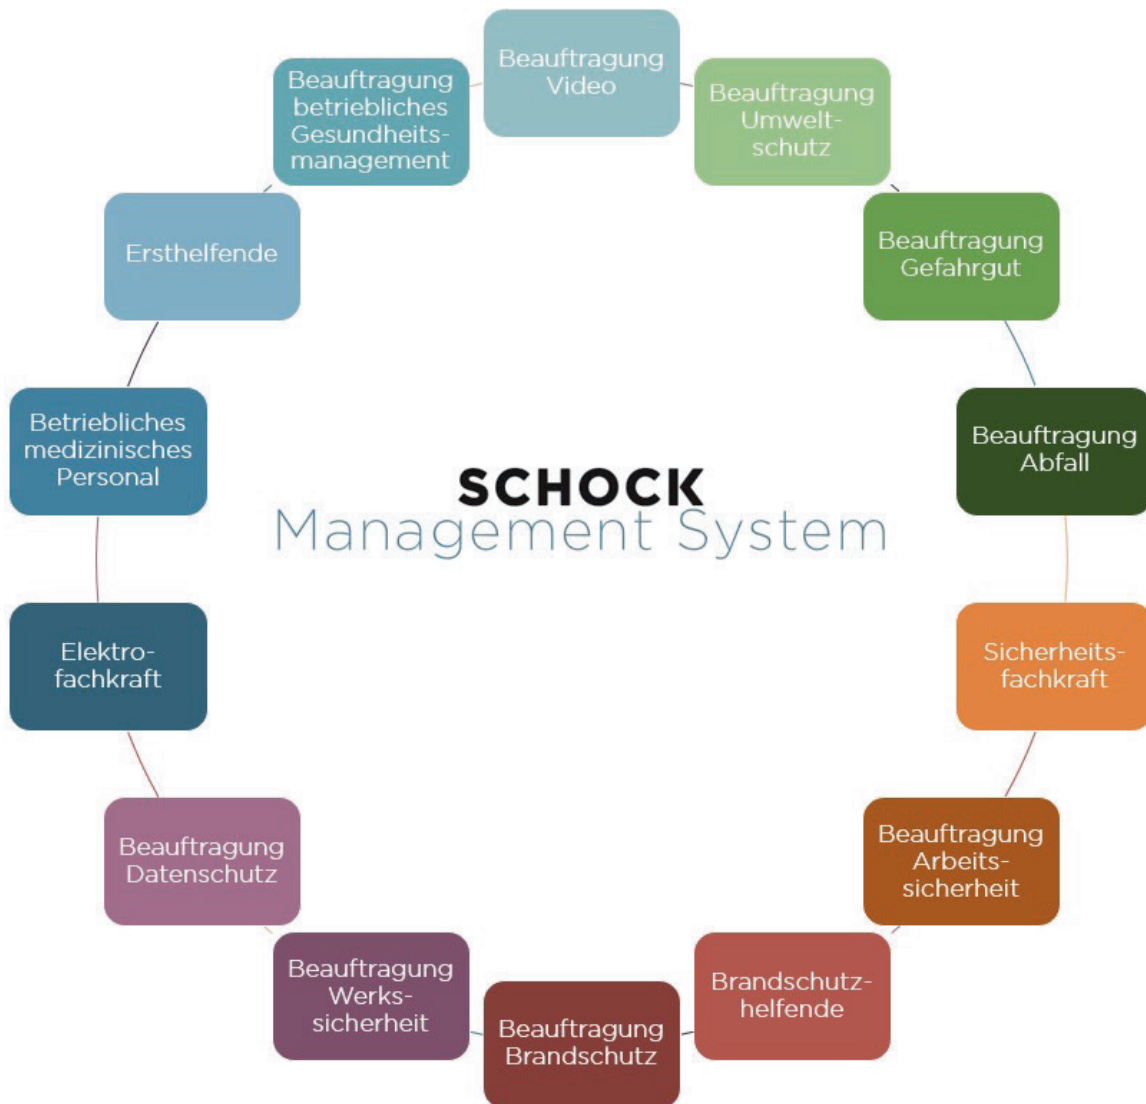 Beauftragung
Video
Beauftragung
Umwelt-
schutz
Beauftragung
Gefahrgut
Beauftragung
Abfall
Sicherheits-
fachkraft
Beauftragung
Arbeits-
sicherheit
Brandschutz-
helfende
Beauftragung
Brandschutz
Beauftragung
Werks-
sicherheit
Beauftragung
Datenschutz
Elektro-
fachkraft
Betriebliches
medizinisches
Personal
Ersthelfende
Beauftragung
betriebliches
Gesundheits-
management
SCHOCK
Management System